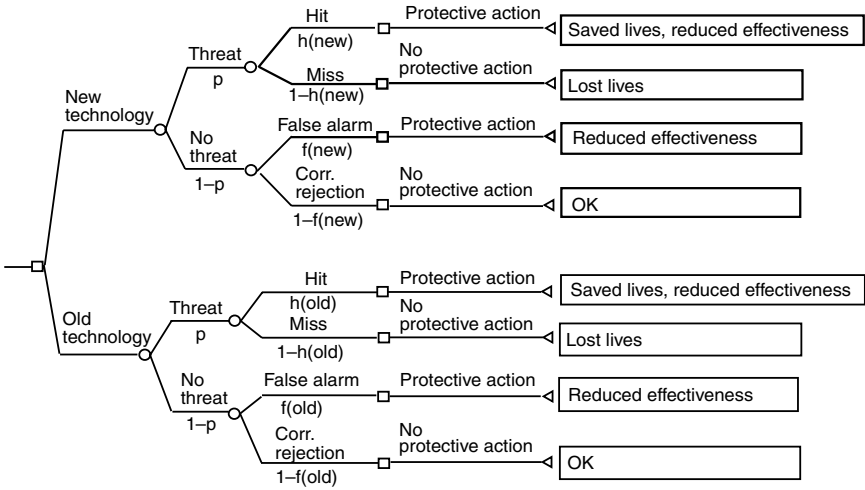 Hit
Protective action
h(new)
Saved lives, reduced effectiveness
Threat
p
Miss
No
protective action
1–h(new)
Lost lives
New
technology
False alarm
Protective action
f(new)
Reduced effectiveness
No
threat
1–p
Corr.
rejection
No
protective action
1–f(new)
OK
Hit
Protective action
h(old)
Saved lives, reduced effectiveness
Threat
p
Miss
No
protective action
1–h(old)
Lost lives
Old
technology
False alarm
Protective action
f(old)
Reduced effectiveness
No
threat
1–p
Corr.
rejection
No
protective action
1–f(old)
OK